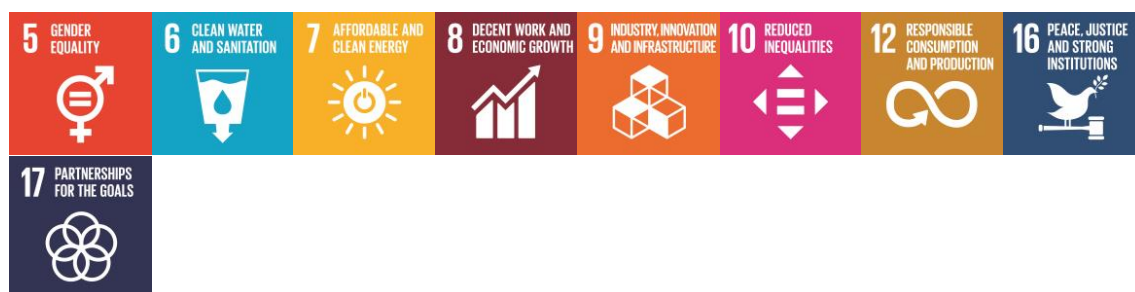 5 GENDER
EQUALITY
6 CLEAN WATER
AND SANITATION
7 AFFORDABLE AND
CLEAN ENERGY
8 DECENT WORK AND
ECONOMIC GROWTH
9 INDUSTRY, INNOVATION
AND INFRASTRUCTURE
10 REDUCED
INEQUALITIES
12 RESPONSIBLE
CONSUMPTION
AND PRODUCTION
16 PEACE, JUSTICE
AND STRONG
INSTITUTIONS
17 PARTNERSHIPS
FOR THE GOALS